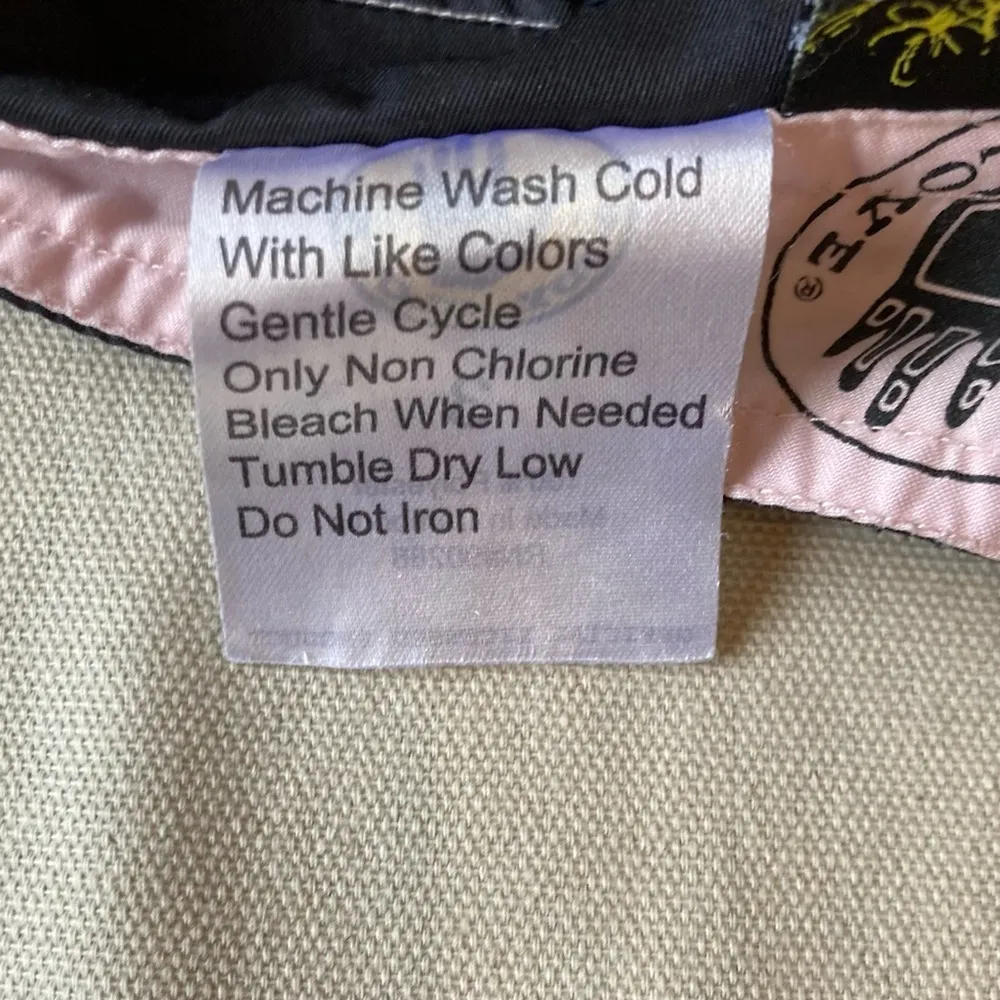 Machine Wash Cold
With Like Colors
Gentle Cycle
Only Non Chlorine
Bleach When Needed
Tumble Dry Low
Do Not Iron
®